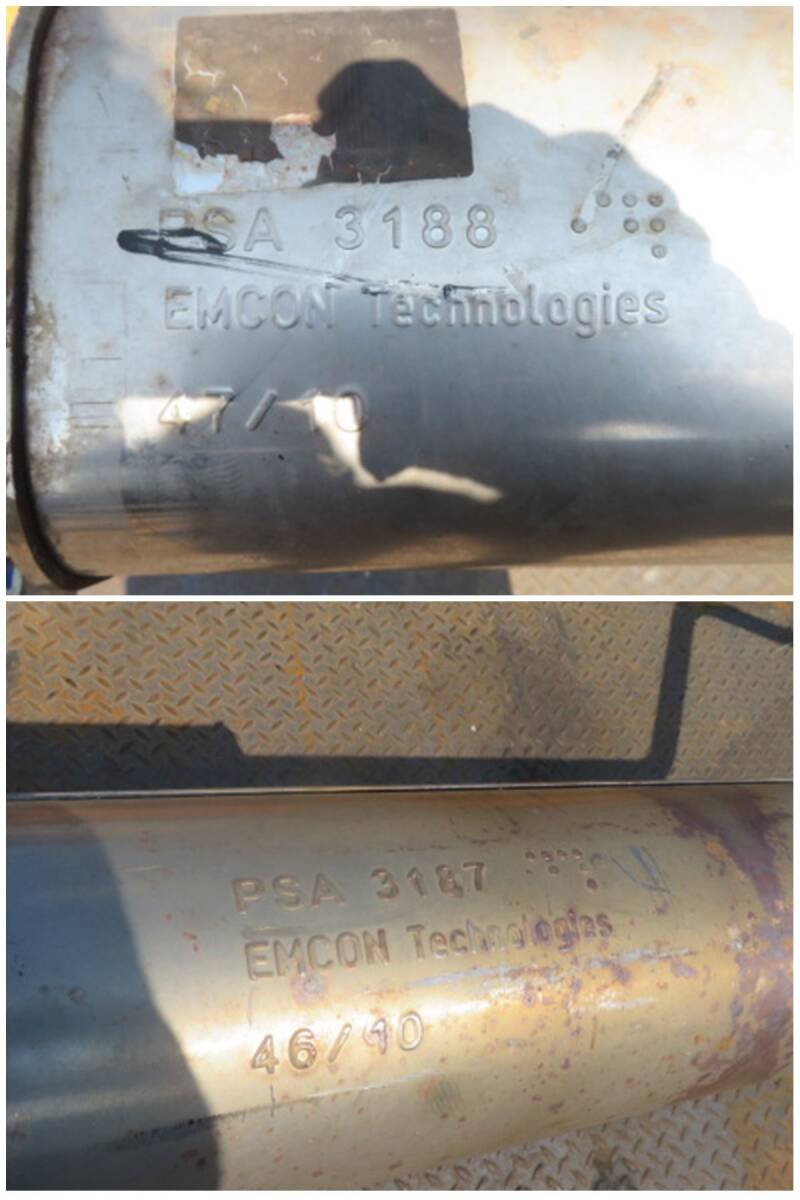 PSA 3188
EMCON Technologies
47/10
PSA 3187
EMCON Technologies
46/10